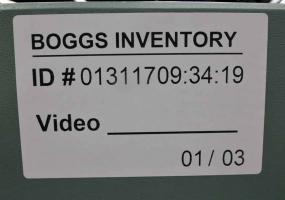 BOGGS INVENTORY
ID # 01311709:34:19
Video
01/ 03